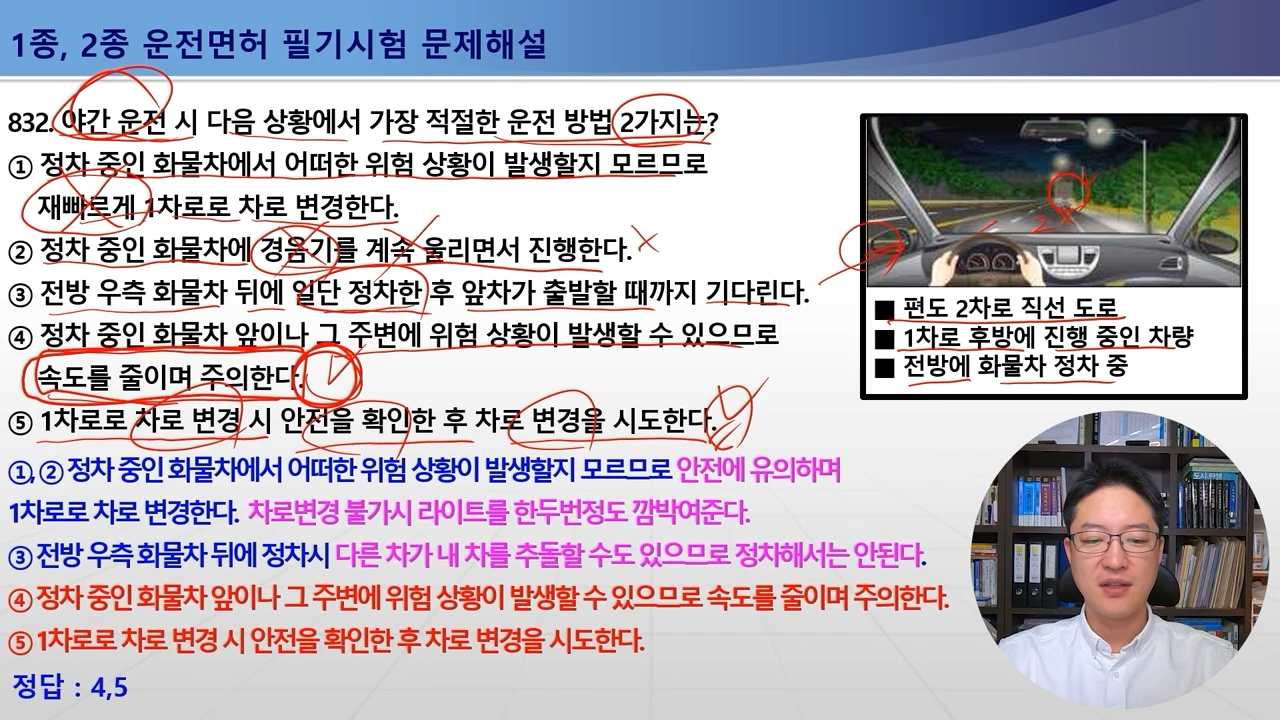 1종, 2종 운전면허 필기시험 문제해설
832. 야간 운전 시 다음 상황에서 가장 적절한 운전 방법 2가지는?
① 정차 중인 화물차에서 어떠한 위험 상황이 발생할지 모르므로
재빠르게 1차로로 차로 변경한다.
② 정차 중인 화물차에 경음기를 계속 울리면서 진행한다.
③ 전방 우측 화물차 뒤에 일단 정차한 후 앞차가 출발할 때까지 기다린다.
④ 정차 중인 화물차 앞이나 그 주변에 위험 상황이 발생할 수 있으므로
속도를 줄이며 주의한다.
⑤ 1차로로 차로 변경 시 안전을 확인한 후 차로 변경을 시도한다.
①,② 정차 중인 화물차에서 어떠한 위험 상황이 발생할지 모르므로 안전에 유의하며
1차로로 차로 변경한다. 차로변경 불가시 라이트를 한두번정도 깜박여준다.
③ 전방 우측 화물차 뒤에 정차시 다른 차가 내 차를 추돌할 수도 있으므로 정차해서는 안된다.
④ 정차 중인 화물차 앞이나 그 주변에 위험 상황이 발생할 수 있으므로 속도를 줄이며 주의한다.
⑤ 1차로로 차로 변경 시 안전을 확인한 후 차로 변경을 시도한다.
정답 : 4,5
2
■ 편도 2차로 직선 도로
■ 1차로 후방에 진행 중인 차량
■ 전방에 화물차 정차 중